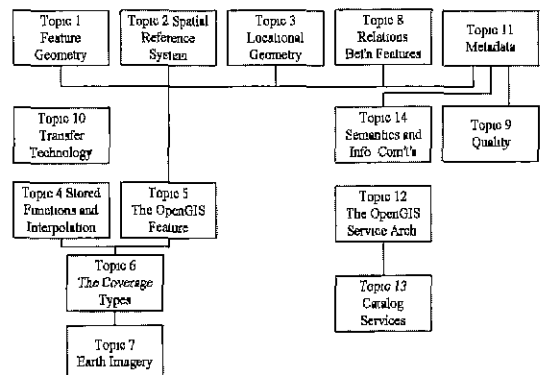 Topic 1
Feature
Geometry
Topic 2 Spatial
Reference
System
Topic 3
Locational
Geometry
Topic 8
Relations
Bet'n Features
Topic 11
Metadata
Topic 10
Transfer
Technology
Topic 14
Semantics and
Info Com't's
Topic 9
Quality
Topic 4 Stored
Functions and
Interpolation
Topic 5
The OpenGIS
Feature
Topic 12
The OpenGIS
Service Arch
Topic 6
The Coverage
Types
Topic 13
Catalog
Services
Topic 7
Earth Imagery